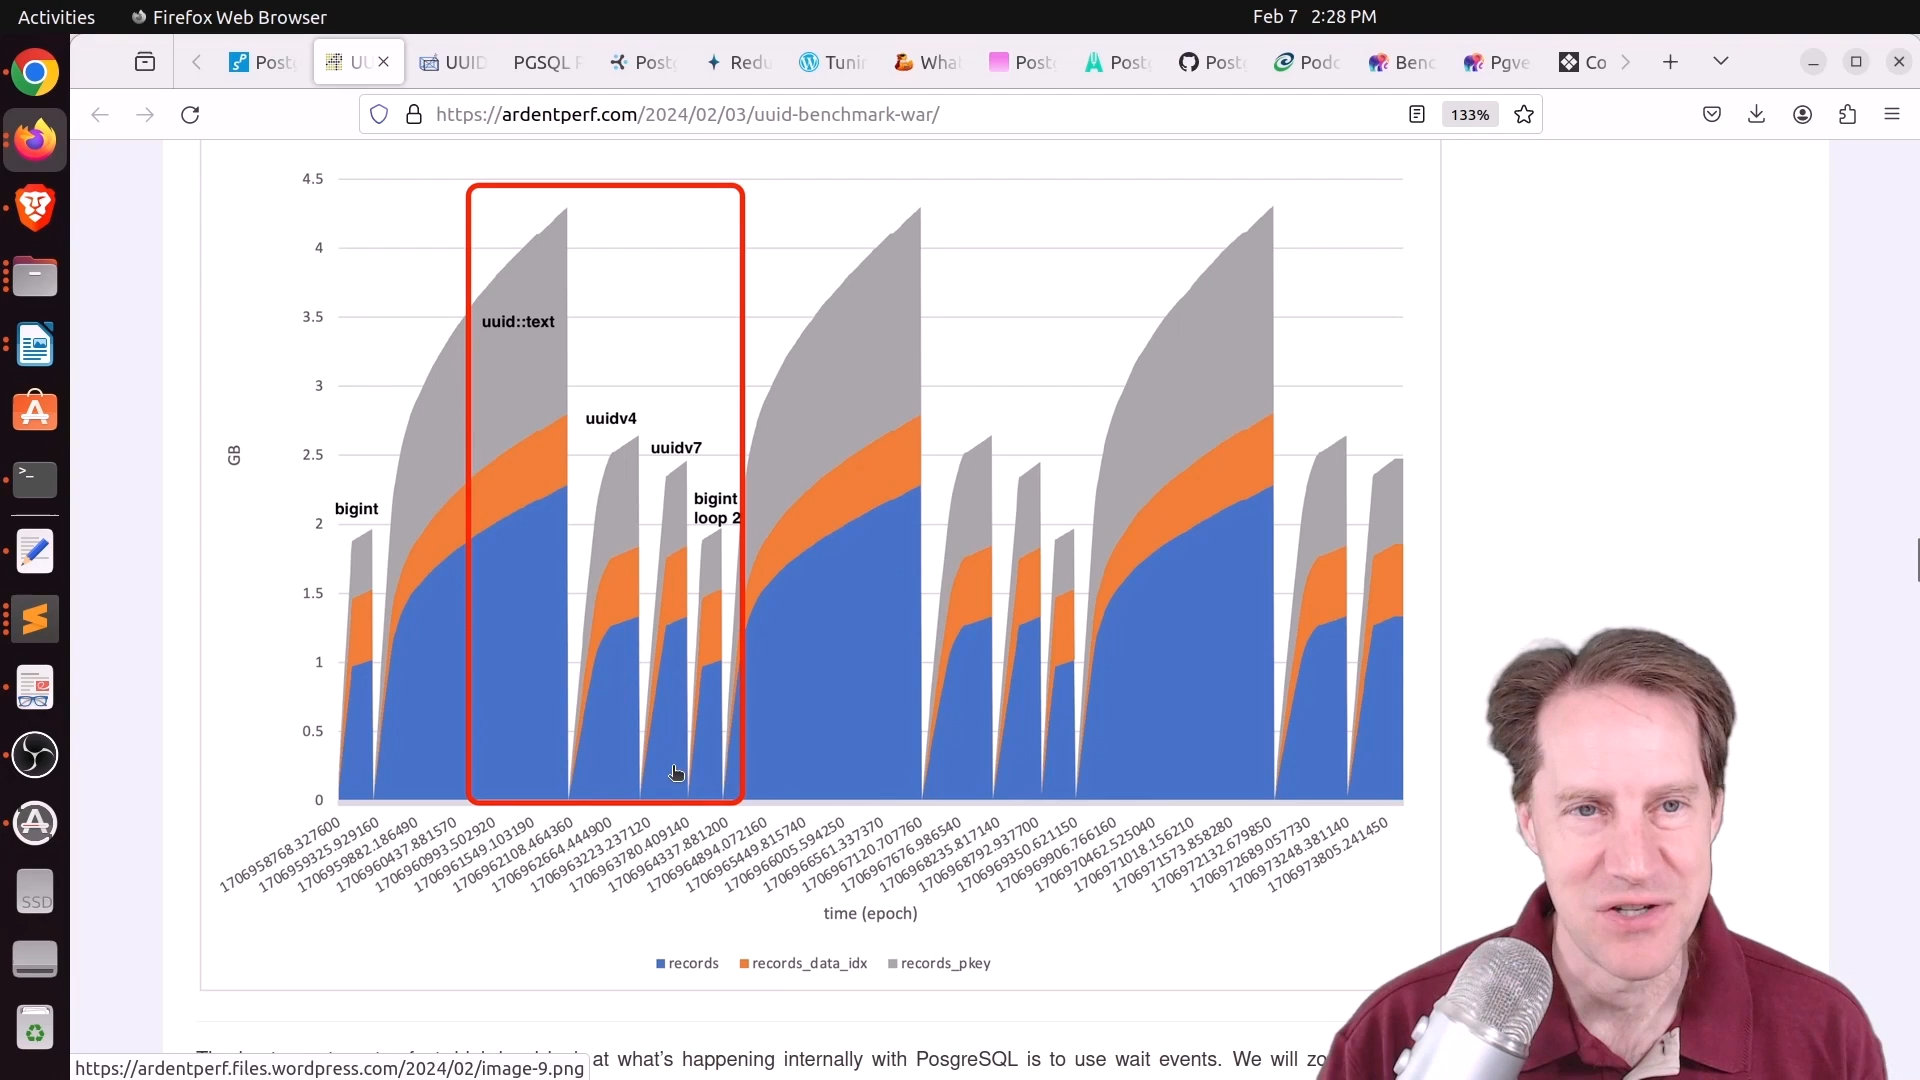 Activities
Firefox Web Browser
Feb 7 2:28 PM
Post
UU
UUID
PGSQL F
Post
Redu
Tunin
What
Post
Post
Post
Podc
Benc
Pgve
Co
https://ardentperf.com/2024/02/03/uuid-benchmark-war/
133%
4.5
4
3.5
3
2.5
2
1.5
1
0.5
0
GB
bigint
uuid::text
uuidv4
uuidv7
bigint
loop 2
1706958768.327600
1706959325.929160
1706959882.186490
1706960437.881570
1706960993.502920
1706961549.103190
1706962108.464360
1706962664.444900
1706963223.237120
1706963780.409140
1706964337.881200
1706964894.072160
1706965449.815740
1706966005.594250
1706966561.337370
1706967120.707760
1706967676.986540
1706968235.817140
1706968792.937700
1706969350.621150
1706969906.766160
1706970462.525040
1706971018.156210
1706971573.858280
1706972132.679850
1706972689.057730
1706973248.381140
1706973805.241450
time (epoch)
records records_data_idx records_pkey
at what's happening internally with PosgreSQL is to use wait events. We will zo
https://ardentperf.files.wordpress.com/2024/02/image-9.png
SSD